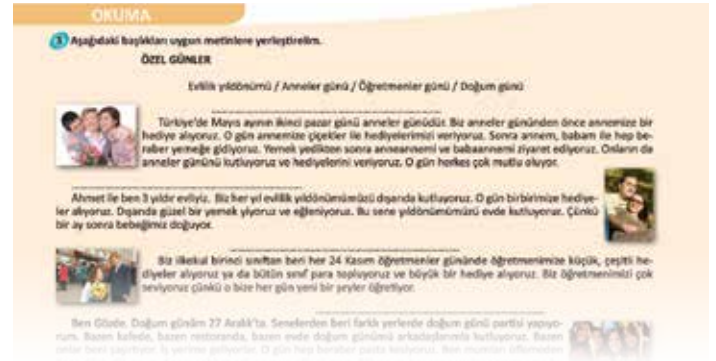 OKUMA
3 Aşağıdaki başlıkları uygun metinlere yerleştirelim.
ÖZEL GÜNLER
Evlilik yıldönümü / Anneler günü / Öğretmenler günü / Doğum günü
Türkiye'de Mayıs ayının ikinci pazar günü anneler günüdür. Biz anneler gününden önce annemize bir
hediye alıyoruz. O gün annemize çiçekler ile hediyelerimizi veriyoruz. Sonra annem, babam ile hep be-
raber yemeğe gidiyoruz. Yemek yedikten sonra anneannemi ve babaannemi ziyaret ediyoruz. Onların da
anneler gününü kutluyoruz ve hediyelerini veriyoruz. O gün herkes çok mutlu oluyor.
Ahmet ile ben 3 yıldır evliyiz. Biz her yıl evlilik yıldönümümüzü dışarıda kutluyoruz. O gün birbirimize hediye-
ler alıyoruz. Dışarıda güzel bir yemek yiyoruz ve eğleniyoruz. Bu sene yıldönümümüzü evde kutluyoruz. Çünkü
bir ay sonra bebeğimiz doğuyor.
Biz ilkokul birinci sınıftan beri her 24 Kasım öğretmenler gününde öğretmenimize küçük, çeşitli he-
diyeler alıyoruz ya da bütün sınıf para topluyoruz ve büyük bir hediye alıyoruz. Biz öğretmenimizi çok
seviyoruz çünkü o bize her gün yeni bir şeyler öğretiyor.
Ben Gözde. Doğum günüm 27 Aralık'ta. Senelerden beri farklı yerlerde doğum günü partisi yapıyo-
rum. Bazen kafede, bazen restoranda, bazen evde doğum günümü arkadaşlarımla kutluyoruz. Bazen